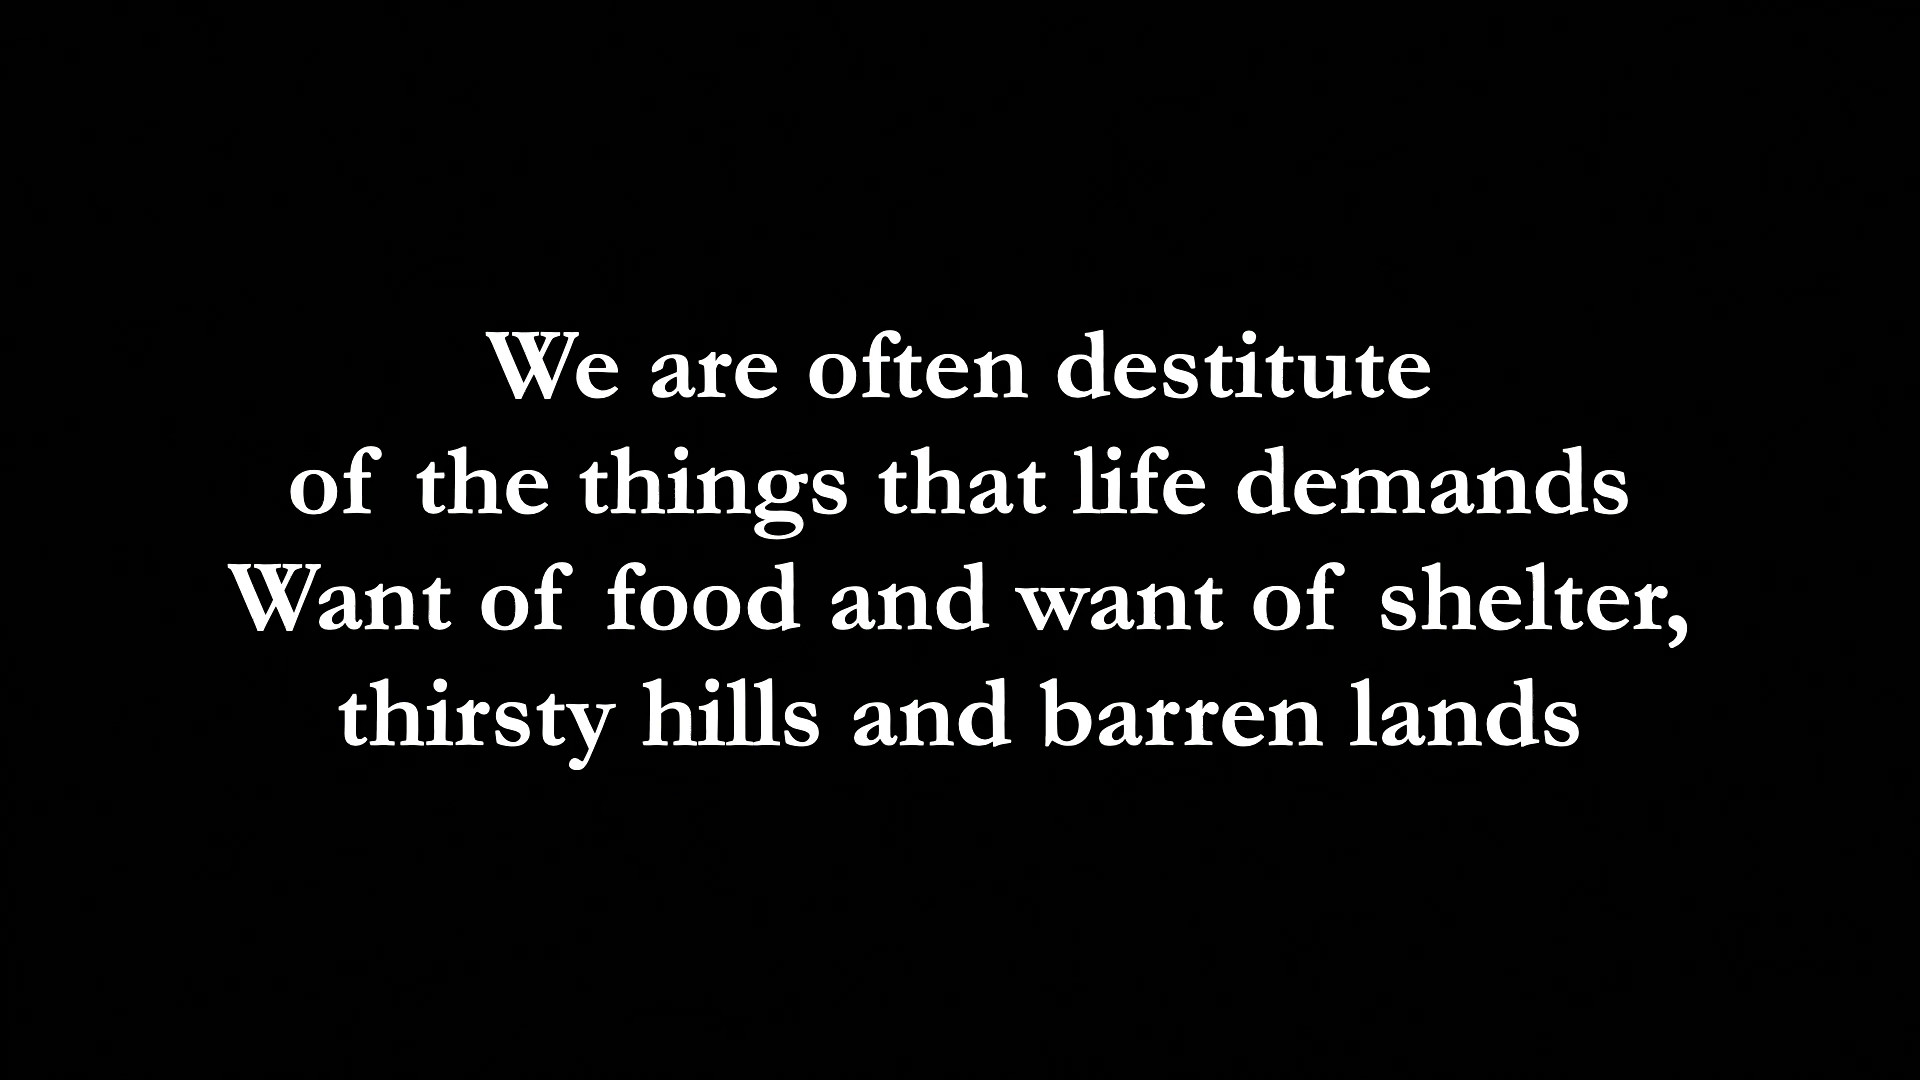 We are often destitute
of the things that life demands
Want of food and want of shelter,
thirsty hills and barren lands